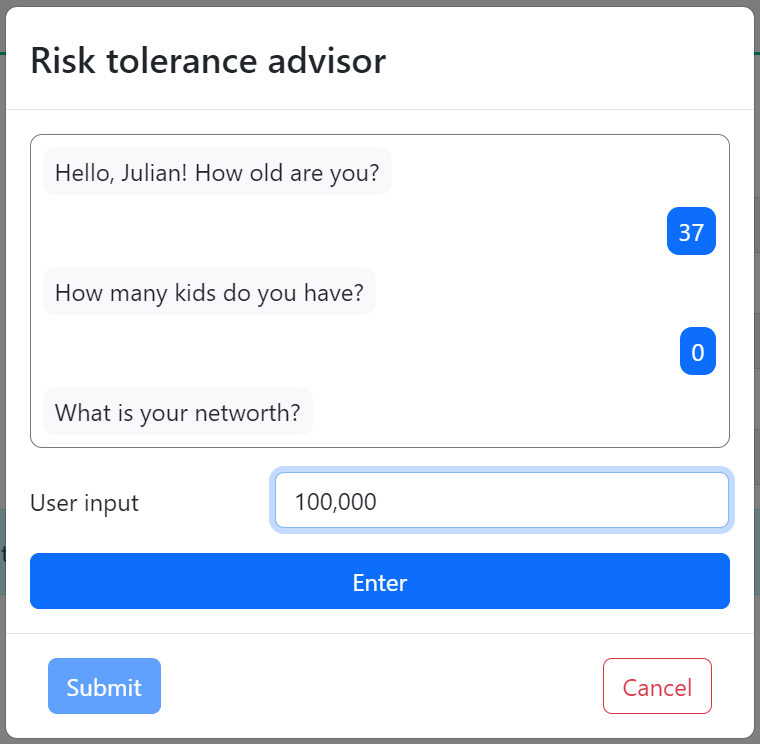 Risk tolerance advisor
Hello, Julian! How old are you?
37
How many kids do you have?
0
What is your networth?
User input
100,000
Enter
Submit
Cancel